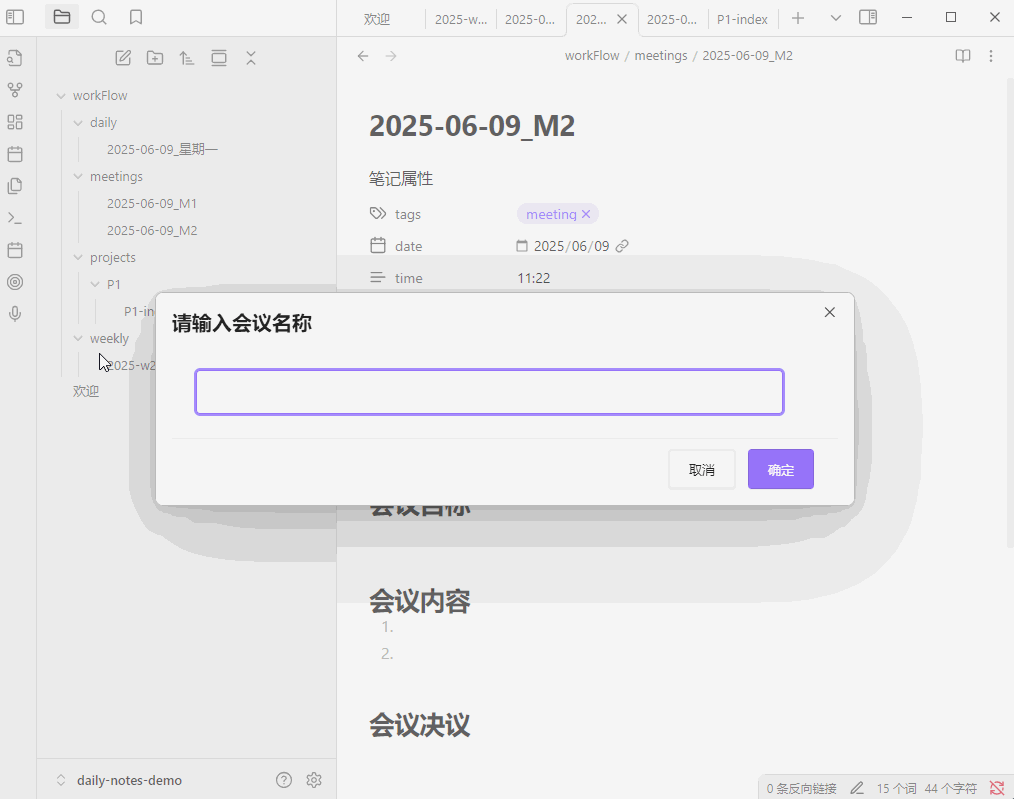 欢迎
2025-w...
2025-0...
202...
2025-0...
P1-index
workFlow / meetings / 2025-06-09_M2
workFlow
daily
2025-06-09_星期一
meetings
2025-06-09_M1
2025-06-09_M2
projects
P1
P1-in
weekly
2025-w2
欢迎
daily-notes-demo
2025-06-09_M2
笔记属性
tags
meeting
date
2025/06/09
time
11:22
请输入会议名称
取消
确定
会议目标
会议内容
1.
2.
会议决议
0 条反向链接
15 个词
44 个字符